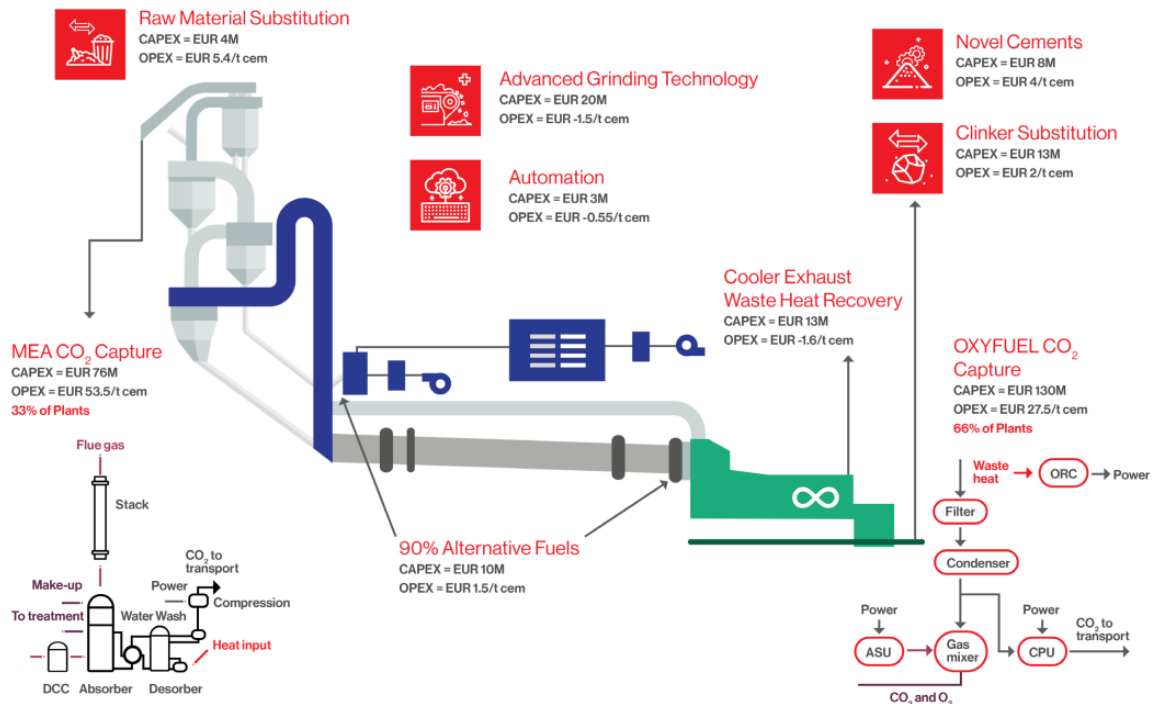 Raw Material Substitution
CAPEX = EUR 4M
OPEX = EUR 5.4/t cem
Advanced Grinding Technology
CAPEX = EUR 20M
OPEX = EUR -1.5/t cem
Automation
CAPEX = EUR 3M
OPEX = EUR -0.55/t cem
Novel Cements
CAPEX = EUR 8M
OPEX = EUR 4/t cem
Clinker Substitution
CAPEX = EUR 13M
OPEX = EUR 2/t cem
Cooler Exhaust
Waste Heat Recovery
CAPEX = EUR 13M
OPEX = EUR -1.6/t cem
MEA CO₂ Capture
CAPEX = EUR 76M
OPEX = EUR 53.5/t cem
33% of Plants
OXYFUEL CO₂
Capture
CAPEX = EUR 130M
OPEX = EUR 27.5/t cem
66% of Plants
90% Alternative Fuels
CAPEX = EUR 10M
OPEX = EUR 1.5/t cem
Flue gas
Stack
Make-up
To treatment
Water Wash
Power
CO₂ to
transport
Compression
Heat input
DCC
Absorber
Desorber
Waste
heat
ORC
Power
Filter
Condenser
Power
ASU
Gas
mixer
Power
CPU
CO₂ to
transport
CO₂ and O₂